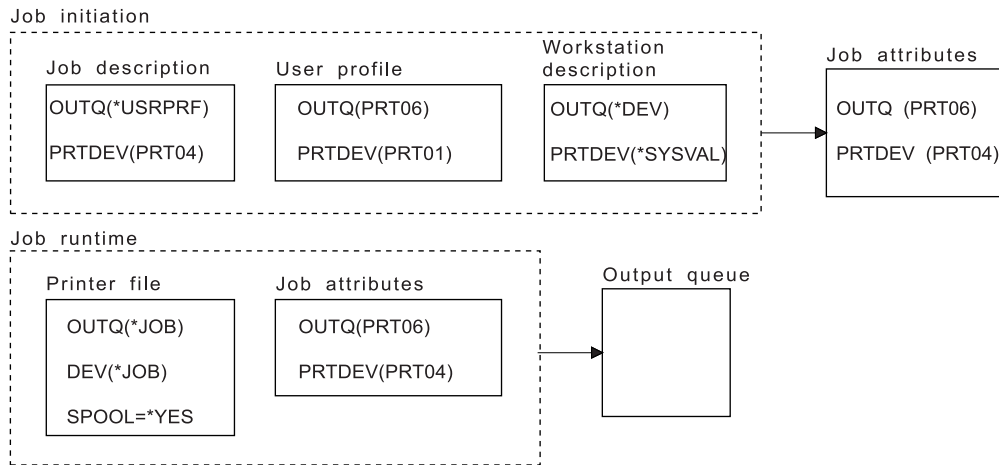 Job initiation
Job description
OUTQ(*USRPRF)
PRTDEV(PRT04)
User profile
OUTQ(PRT06)
PRTDEV(PRT01)
Workstation
description
OUTQ(*DEV)
PRTDEV(*SYSVAL)
Job attributes
OUTQ (PRT06)
PRTDEV (PRT04)
Job runtime
Printer file
OUTQ(*JOB)
DEV(*JOB)
SPOOL=*YES
Job attributes
OUTQ(PRT06)
PRTDEV(PRT04)
Output queue